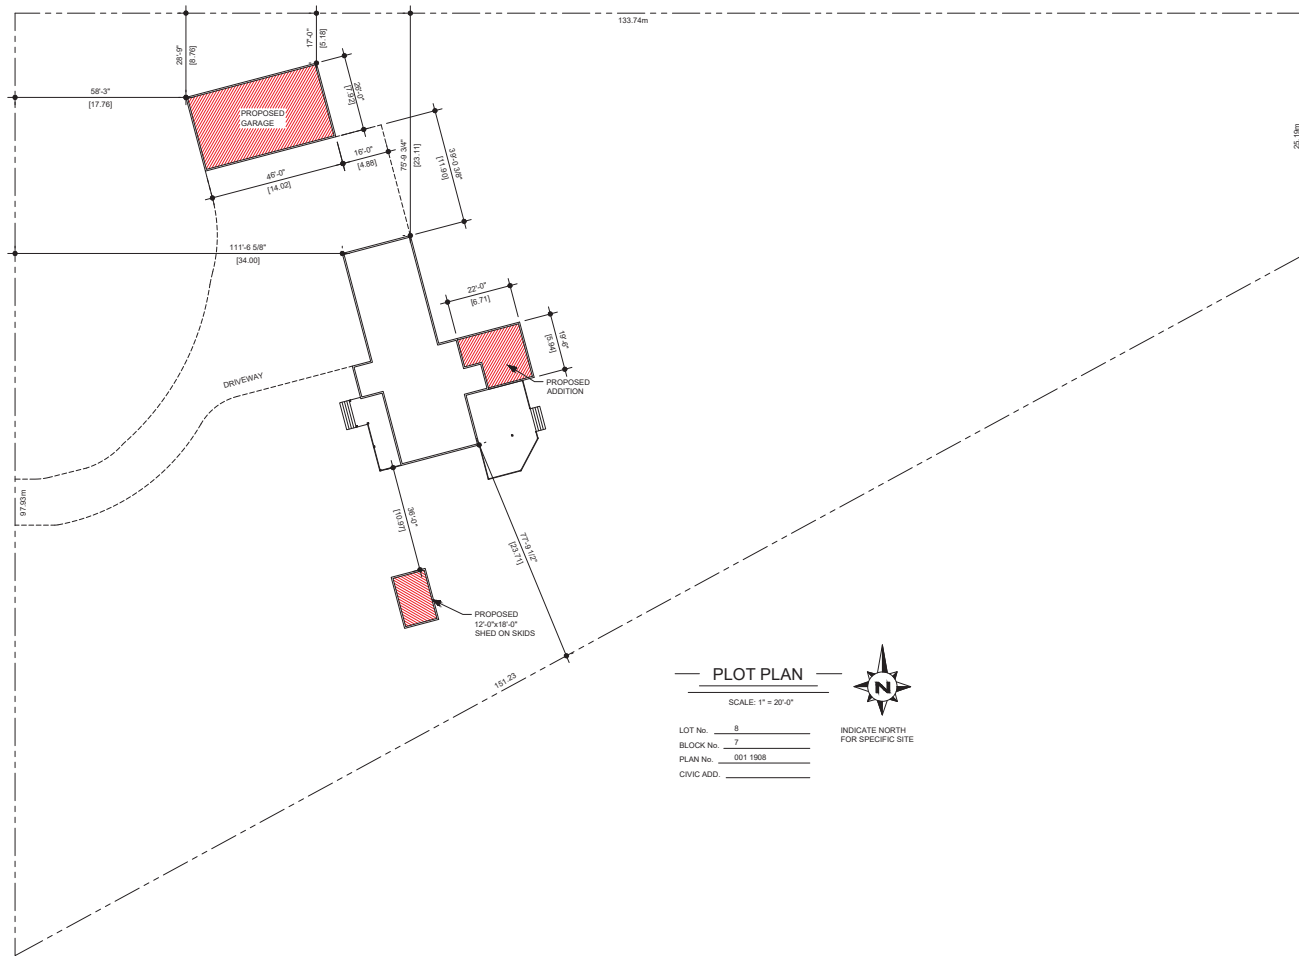 133.74m
28'-9"
[8.76]
17'-0"
[5.18]
58'-3"
[17.76]
26'-0"
[7.92]
PROPOSED
GARAGE
75'-9 3/4"
[23.11]
39'-0 3/8"
[11.90]
25.19m
16'-0"
[4.88]
46'-0"
[14.02]
111'-6 5/8"
[34.00]
22'-0"
[6.71]
19'-6"
[5.94]
DRIVEWAY
PROPOSED
ADDITION
97.93m
36'-0"
[10.97]
77'-9 1/2"
[23.71]
PROPOSED
12'-0"x18'-0"
SHED ON SKIDS
151.23
PLOT PLAN
SCALE: 1" = 20'-0"
N
LOT No. 8
BLOCK No. 7
PLAN No. 001 1908
CIVIC ADD.
INDICATE NORTH
FOR SPECIFIC SITE